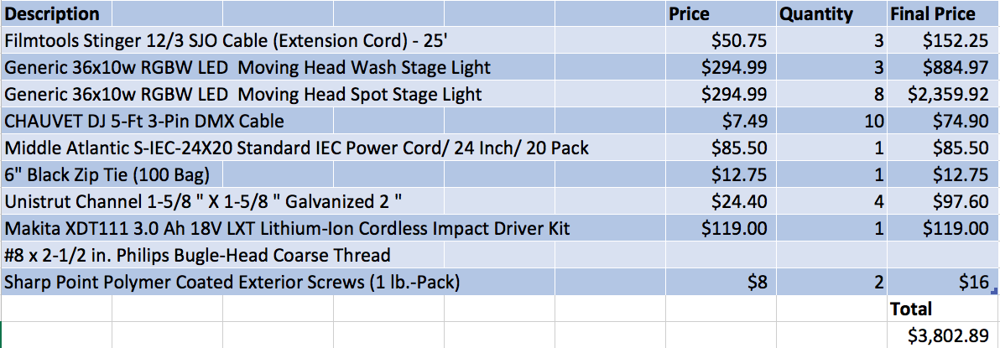 Description Price Quantity Final Price
Filmtools Stinger 12/3 SJO Cable (Extension Cord) - 25' $50.75 3 $152.25
Generic 36x10w RGBW LED  Moving Head Wash Stage Light $294.99 3 $884.97
Generic 36x10w RGBW LED  Moving Head Spot Stage Light $294.99 8 $2,359.92
CHAUVET DJ 5-Ft 3-Pin DMX Cable $7.49 10 $74.90
Middle Atlantic S-IEC-24X20 Standard IEC Power Cord/ 24 Inch/ 20 Pack $85.50 1 $85.50
6" Black Zip Tie (100 Bag) $12.75 1 $12.75
Unistrut Channel 1-5/8 " X 1-5/8 " Galvanized 2 " $24.40 4 $97.60
Makita XDT111 3.0 Ah 18V LXT Lithium-Ion Cordless Impact Driver Kit $119.00 1 $119.00
#8 x 2-1/2 in. Philips Bugle-Head Coarse Thread
Sharp Point Polymer Coated Exterior Screws (1 lb.-Pack) $8 2 $16
Total
$3,802.89